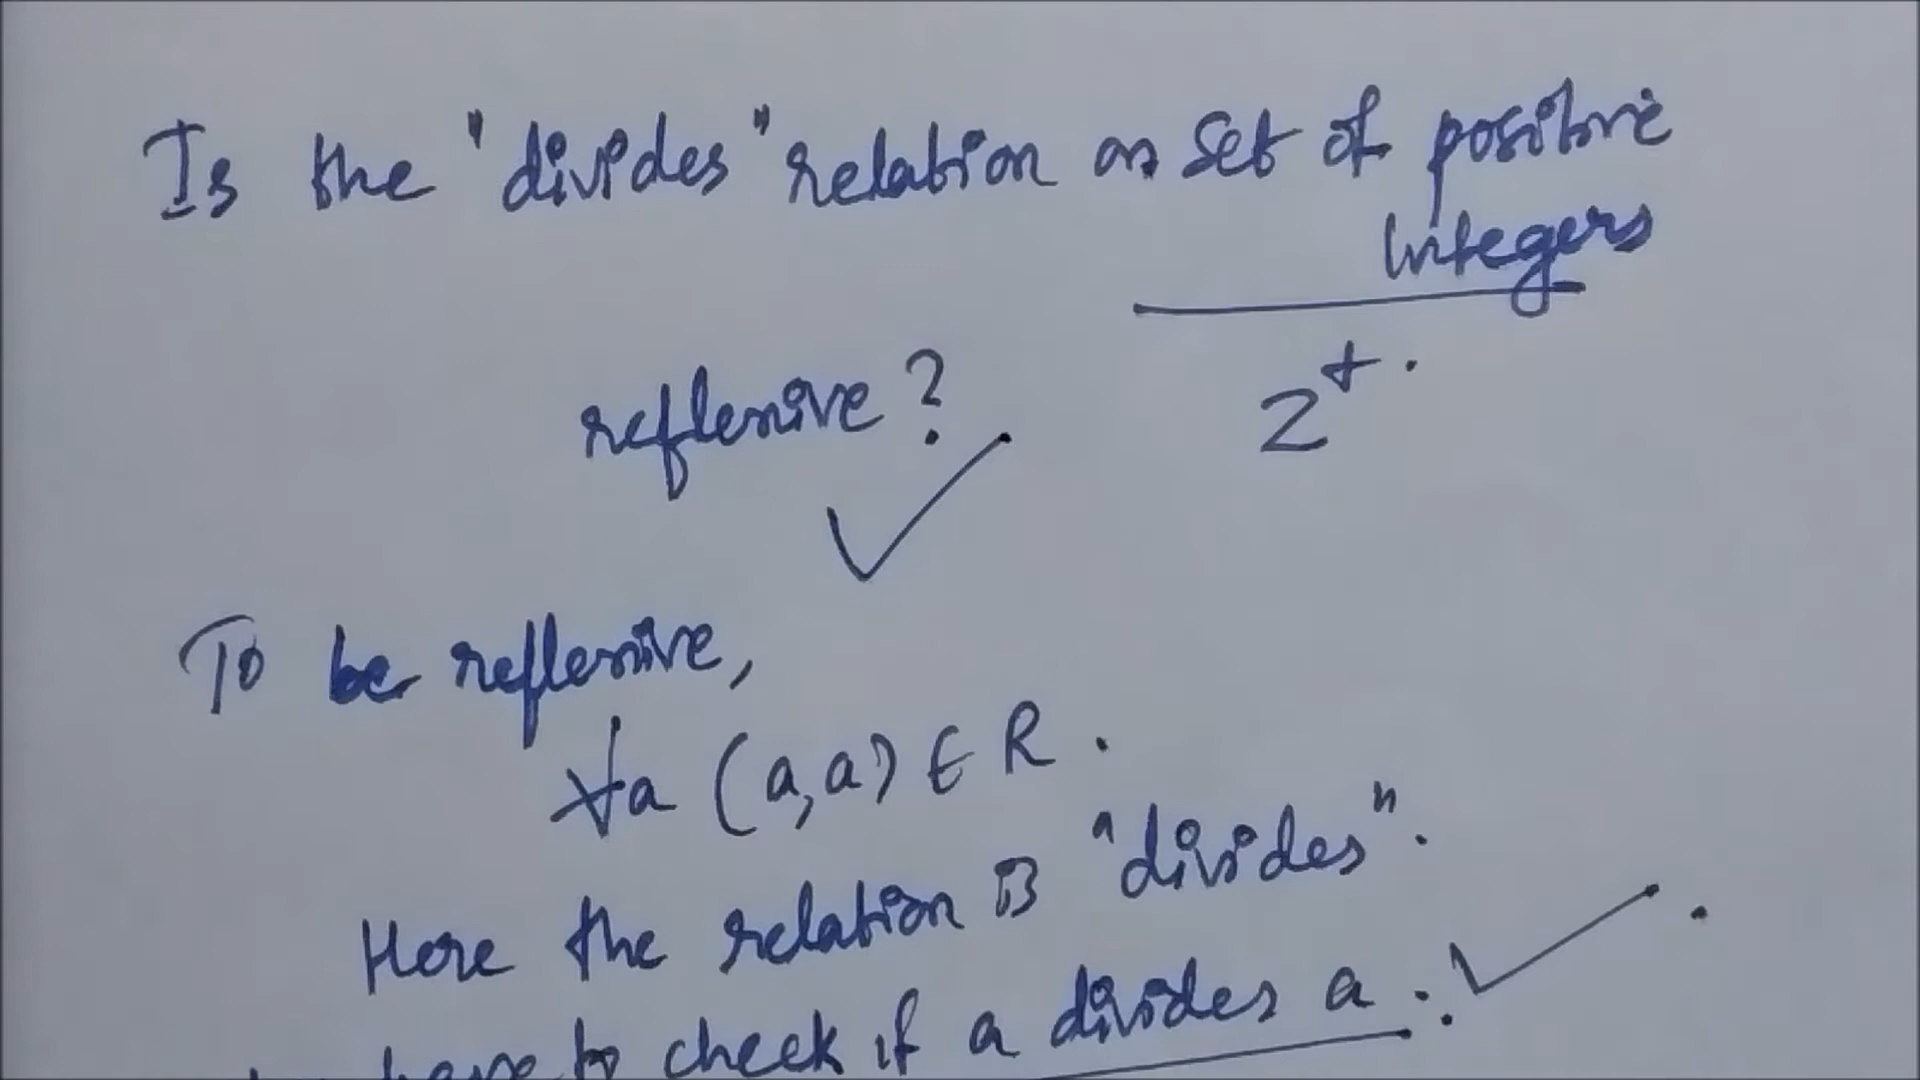 Is the "divides" relation on set of positive
integers
Z⁺.
reflexive?
To be reflexive,
∀a (a,a) ∈ R.
Here the relation is "divides".
have to check if a divides a.